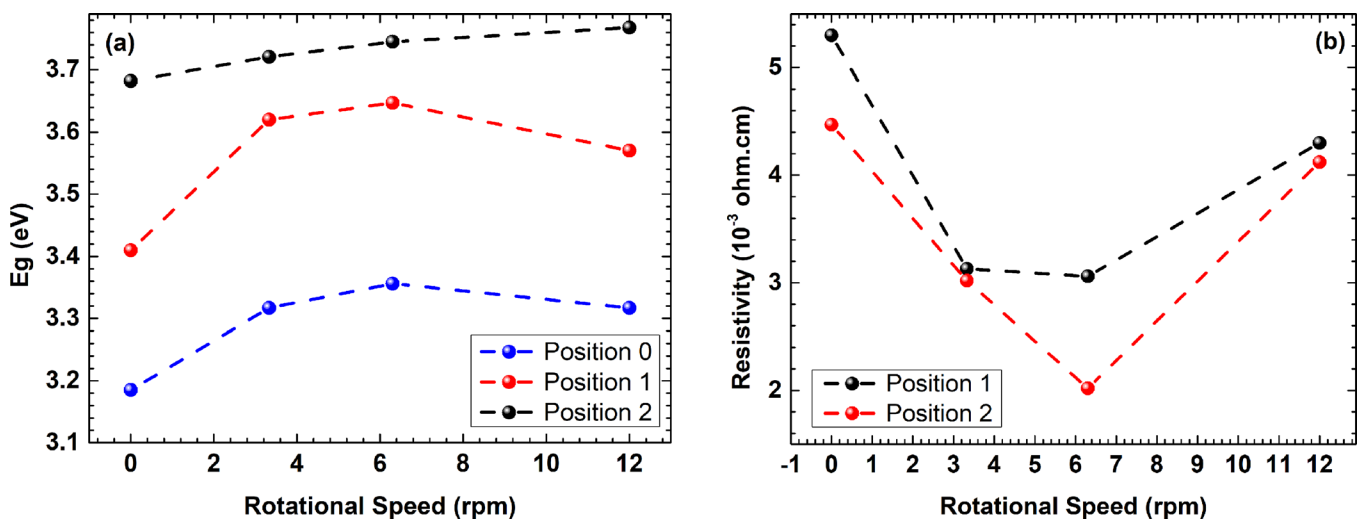 (a)
Eg (eV)
3.7
3.6
3.5
3.4
3.3
3.2
3.1
0 2 4 6 8 10 12
Rotational Speed (rpm)
Position 0
Position 1
Position 2
(b)
Resistivity (10⁻³ ohm.cm)
5
4
3
2
-1 0 1 2 3 4 5 6 7 8 9 10 11 12
Rotational Speed (rpm)
Position 1
Position 2